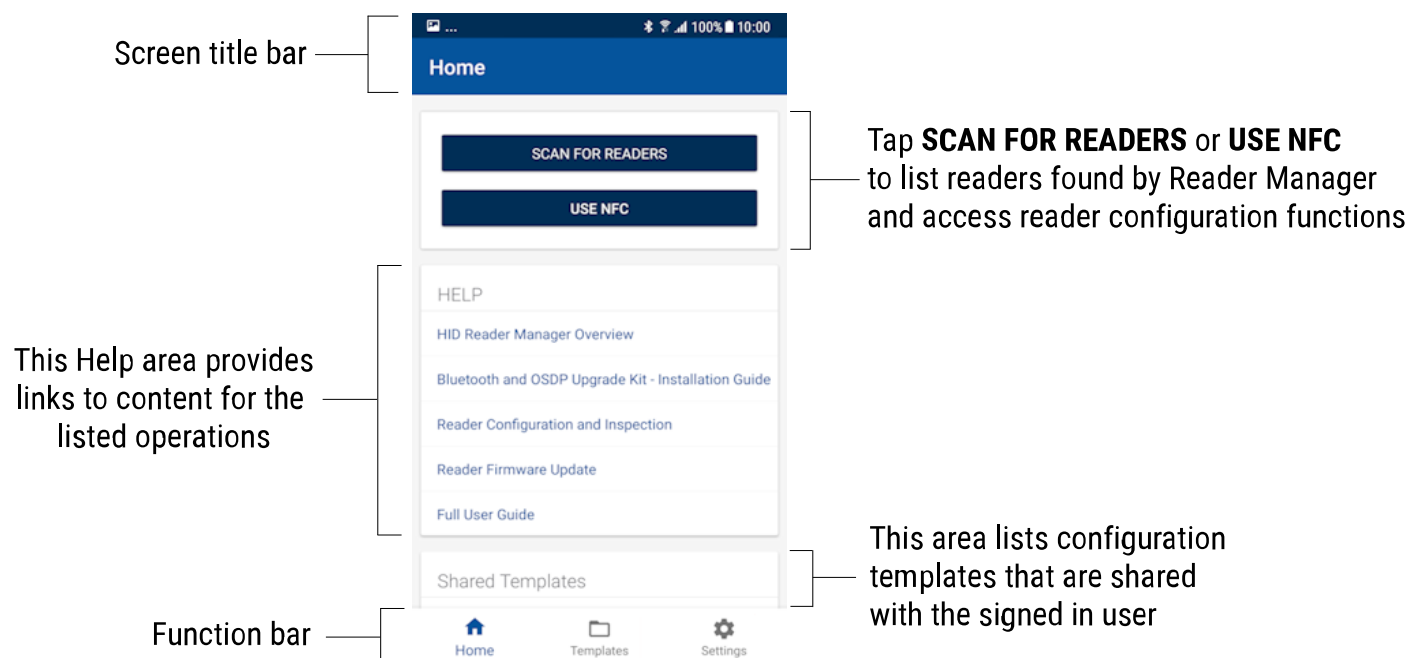 Screen title bar
... 100% 10:00
Home
SCAN FOR READERS
USE NFC
Tap SCAN FOR READERS or USE NFC
to list readers found by Reader Manager
and access reader configuration functions
HELP
HID Reader Manager Overview
Bluetooth and OSDP Upgrade Kit - Installation Guide
Reader Configuration and Inspection
Reader Firmware Update
Full User Guide
This Help area provides
links to content for the
listed operations
Shared Templates
This area lists configuration
templates that are shared
with the signed in user
Function bar
Home Templates Settings